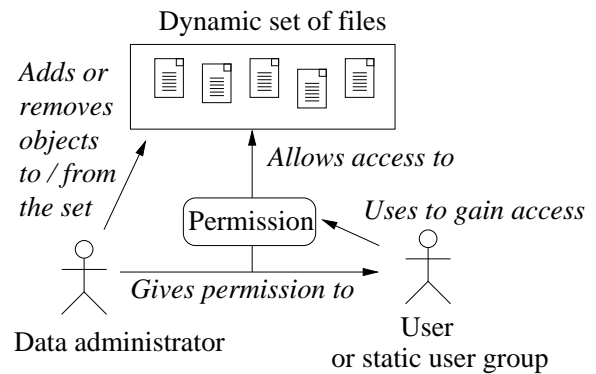 Dynamic set of files
Adds or
removes
objects
to / from
the set
Allows access to
Permission
Uses to gain access
Gives permission to
Data administrator
User
or static user group